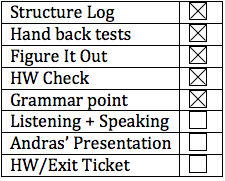 Structure Log
Hand back tests
Figure It Out
HW Check
Grammar point
Listening + Speaking
Andras’ Presentation
HW/Exit Ticket